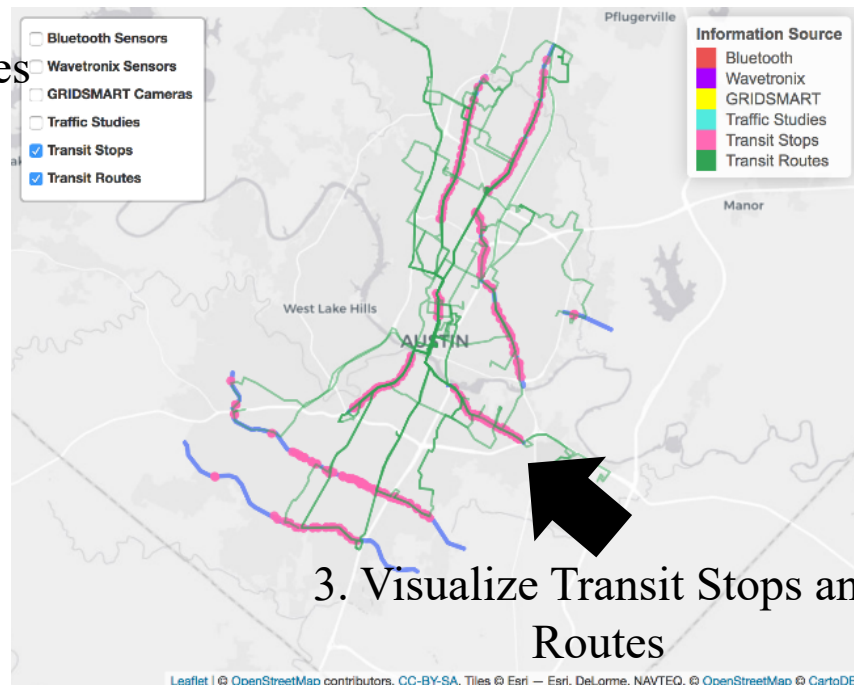 Bluetooth Sensors
Wavetronix Sensors
GRIDSMART Cameras
Traffic Studies
Transit Stops
Transit Routes
es
Pflugerville
Information Source
Bluetooth
Wavetronix
GRIDSMART
Traffic Studies
Transit Stops
Transit Routes
Manor
West Lake Hills
AUSTIN
3. Visualize Transit Stops an
Routes
Leaflet | © OpenStreetMap contributors, CC-BY-SA, Tiles © Esri — Esri, DeLorme, NAVTEQ, © OpenStreetMap © CartoDB